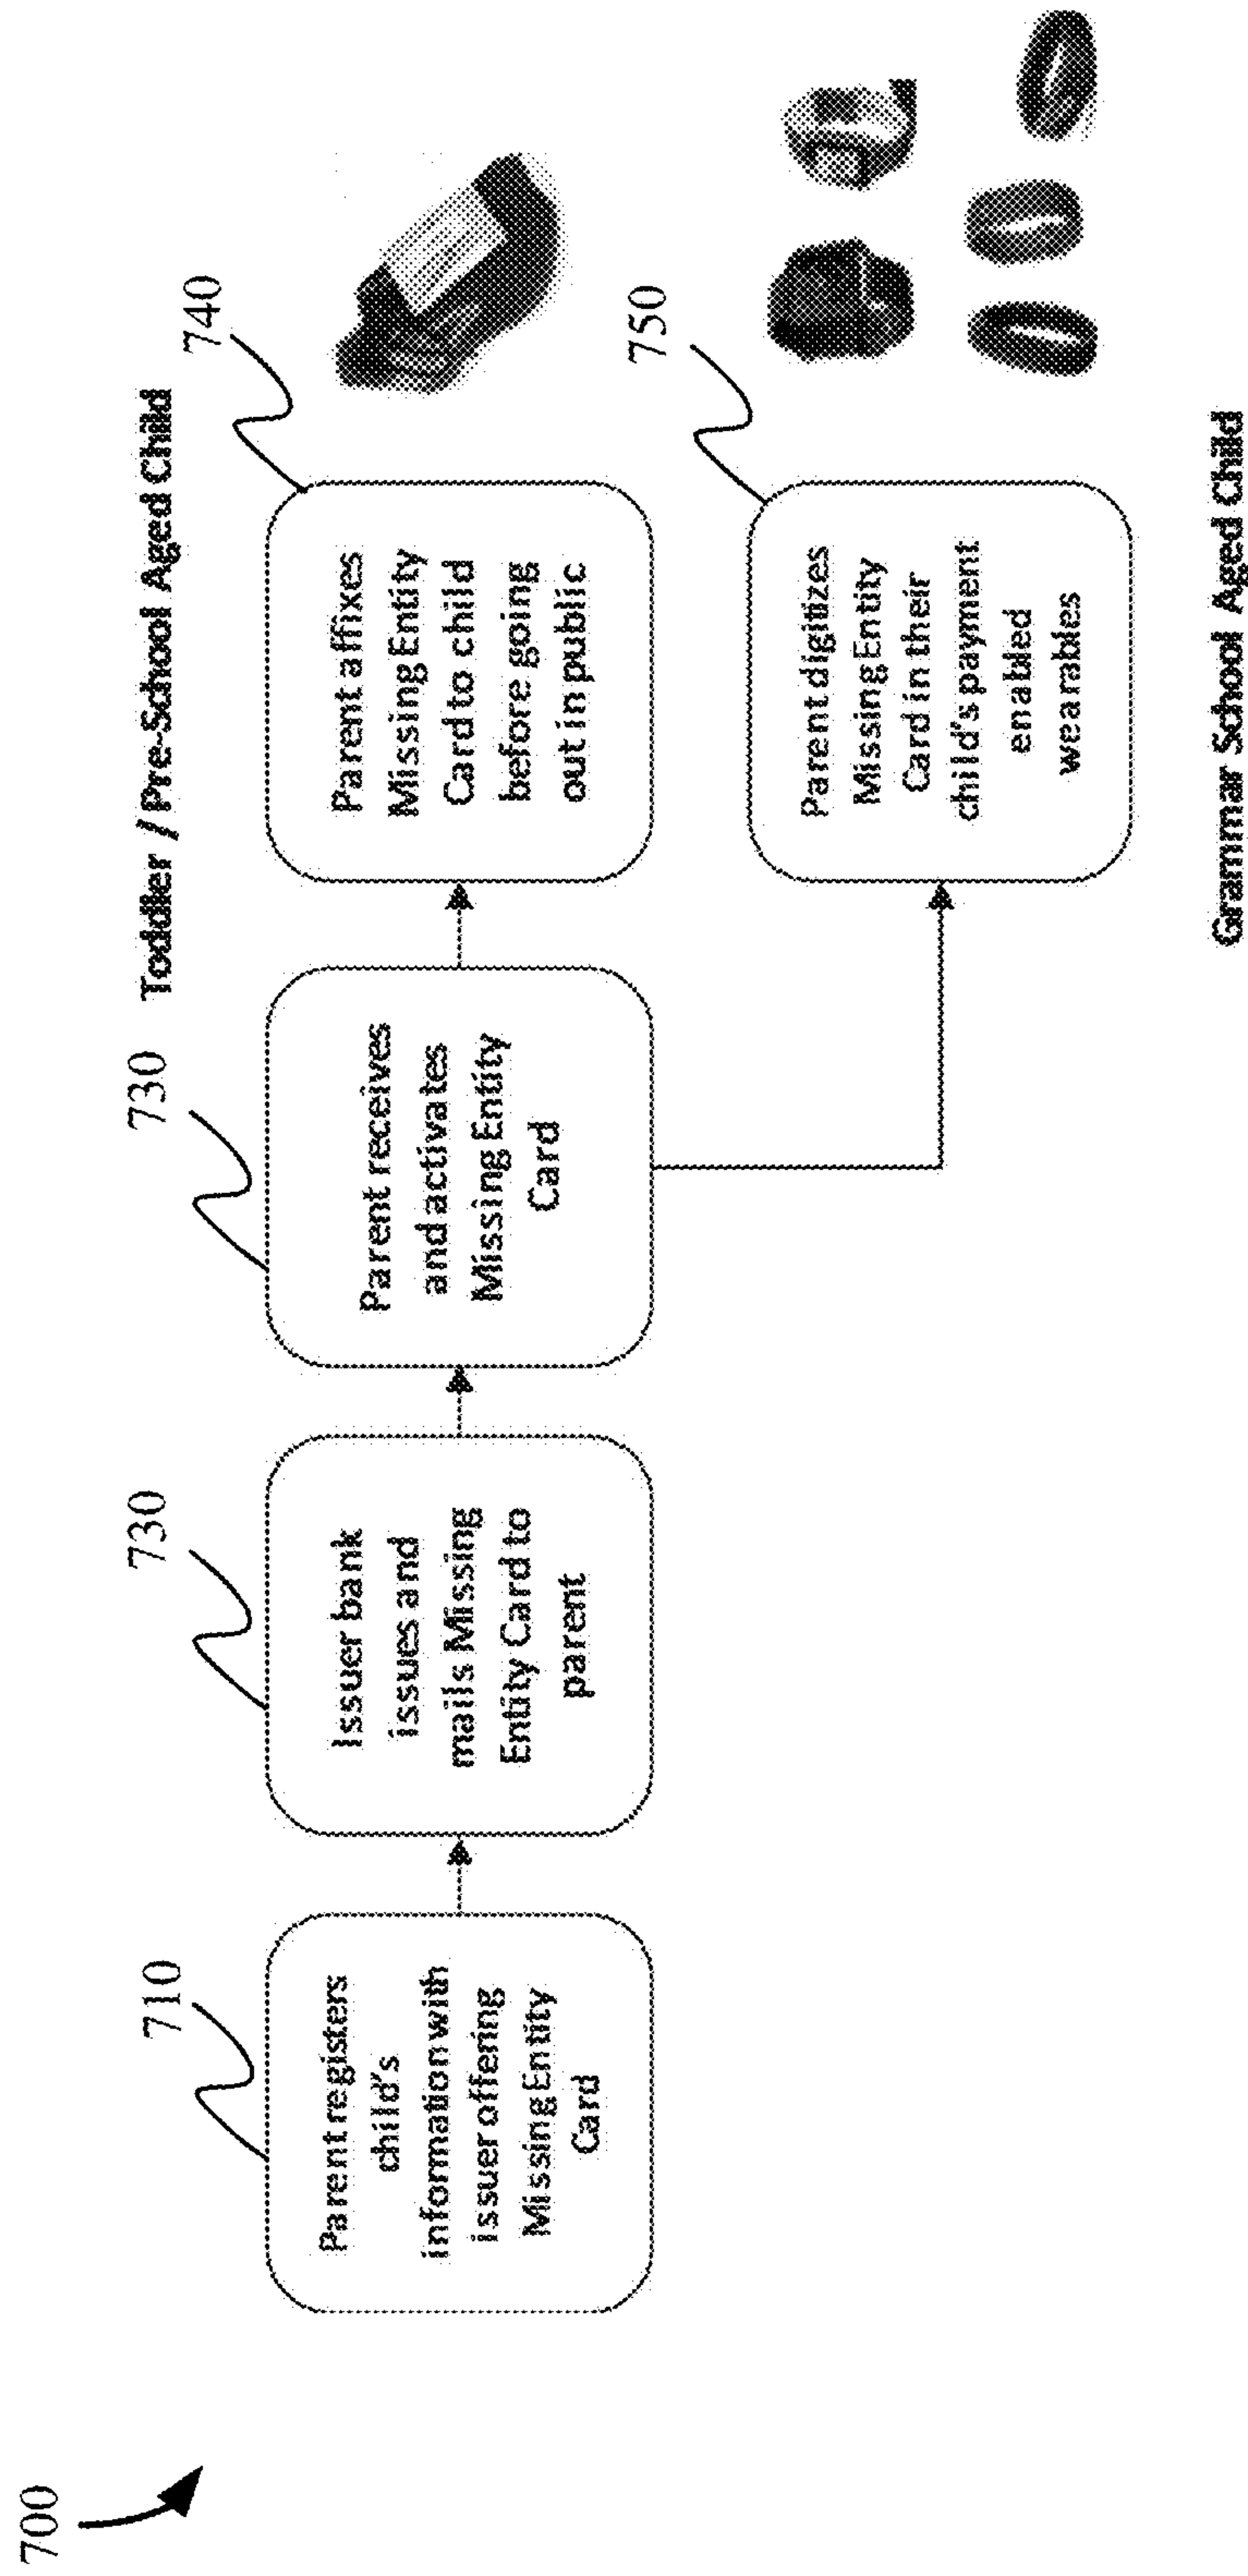 700
710
Parent registers
child's
information with
issuer offering
Missing Entity
Card
730
Issuer bank
issues and
mails Missing
Entity Card to
parent
730
Parent receives
and activates
Missing Entity
Card
Toddler / Pre-School Aged Child
740
Parent affixes
Missing Entity
Card to child
before going
out in public
750
Parent digitizes
Missing Entity
Card in their
child's payment
enabled
wearables
Grammar School Aged Child